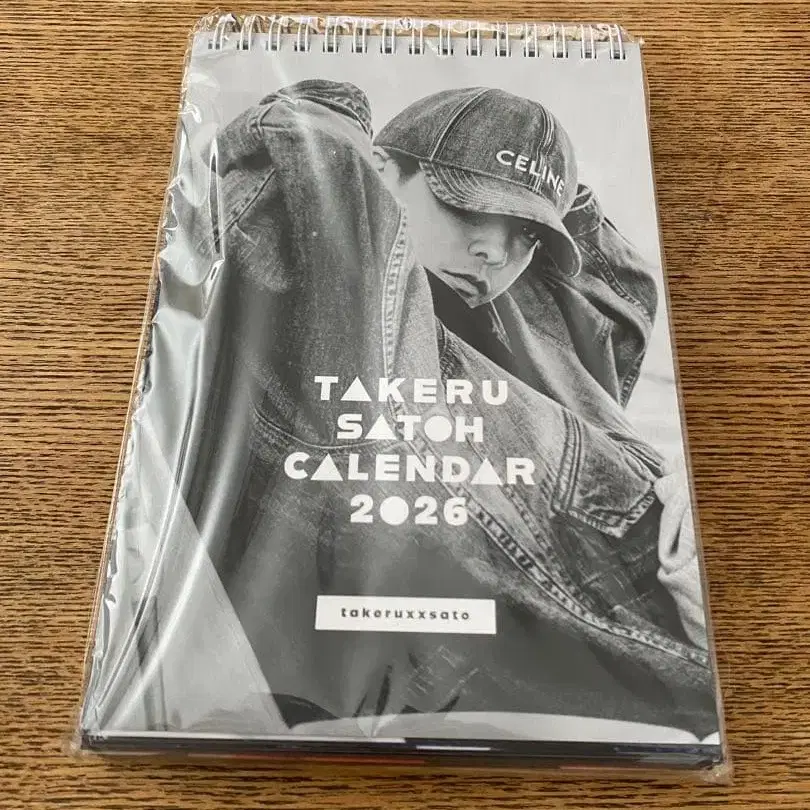 CELINE
TAKERU
SATOH
CALENDAR
2026
takeruxxsato